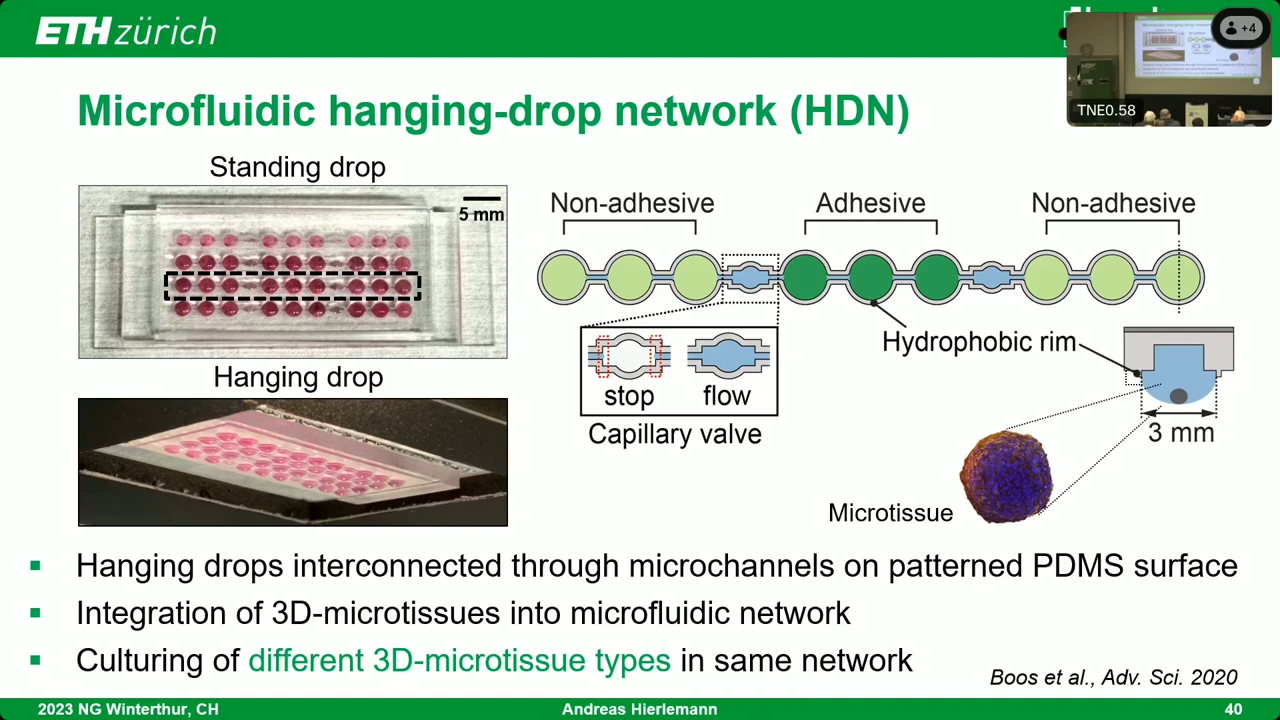 ETH zürich
+4
TNE0.58
Microfluidic hanging-drop network (HDN)
Standing drop
5 mm
Hanging drop
Non-adhesive
Adhesive
Non-adhesive
Hydrophobic rim
stop
flow
Capillary valve
3 mm
Microtissue
▪ Hanging drops interconnected through microchannels on patterned PDMS surface
▪ Integration of 3D-microtissues into microfluidic network
▪ Culturing of different 3D-microtissue types in same network
Boos et al., Adv. Sci. 2020
2023 NG Winterthur, CH
Andreas Hierlemann
40